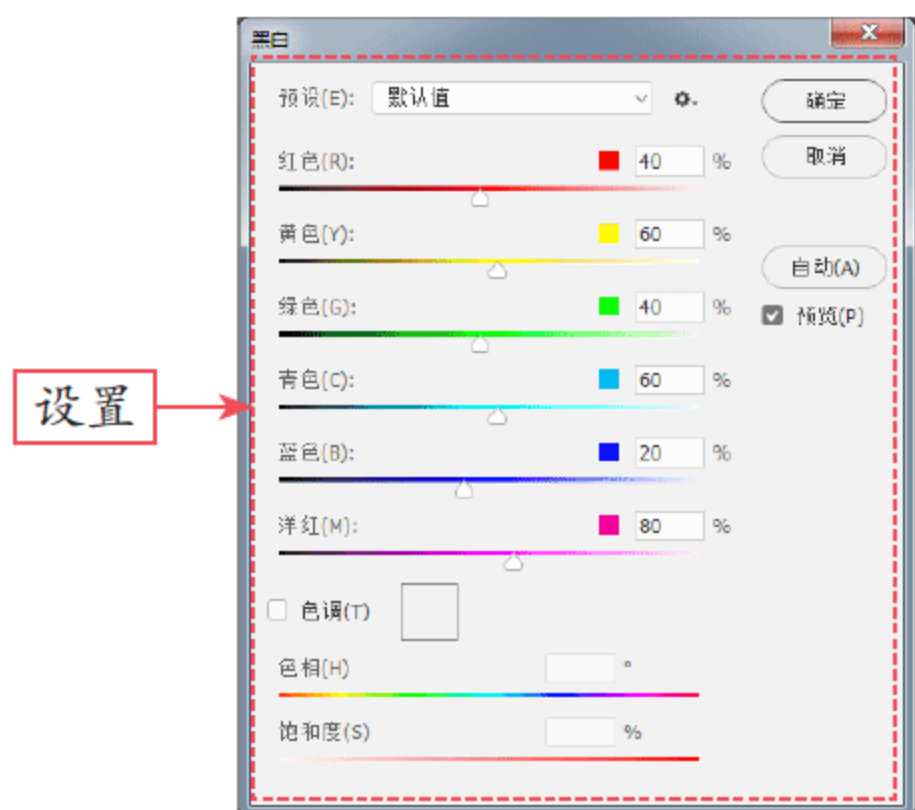 黑白
预设(E): 默认值
确定
红色(R): 40 %
取消
黄色(Y): 60 %
自动(A)
绿色(G): 40 %
预览(P)
青色(C): 60 %
设置
蓝色(B): 20 %
洋红(M): 80 %
色调(T)
色相(H) °
饱和度(S) %